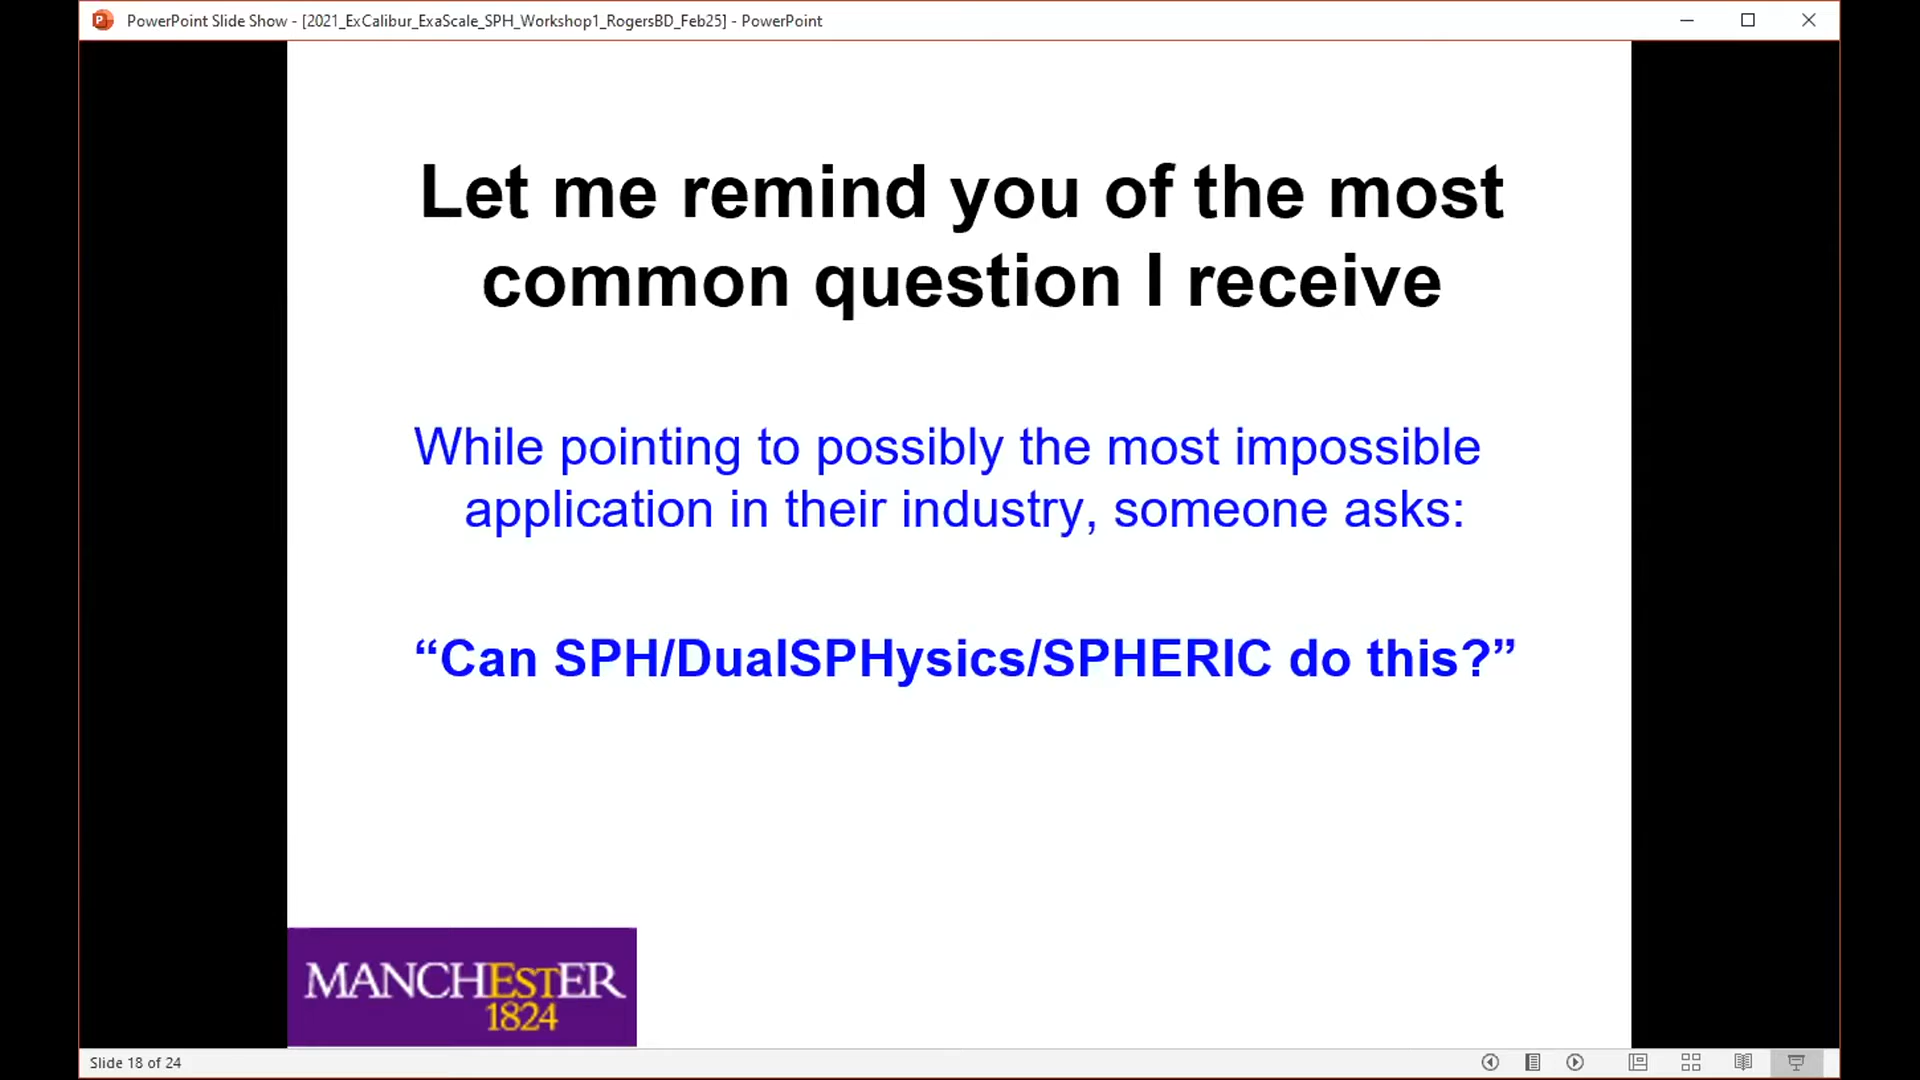 PowerPoint Slide Show - [2021_ExCalibur_ExaScale_SPH_Workshop1_RogersBD_Feb25] - PowerPoint
Let me remind you of the most
common question I receive
While pointing to possibly the most impossible
application in their industry, someone asks:
“Can SPH/DualSPHysics/SPHERIC do this?”
MANCHESTER
1824
Slide 18 of 24